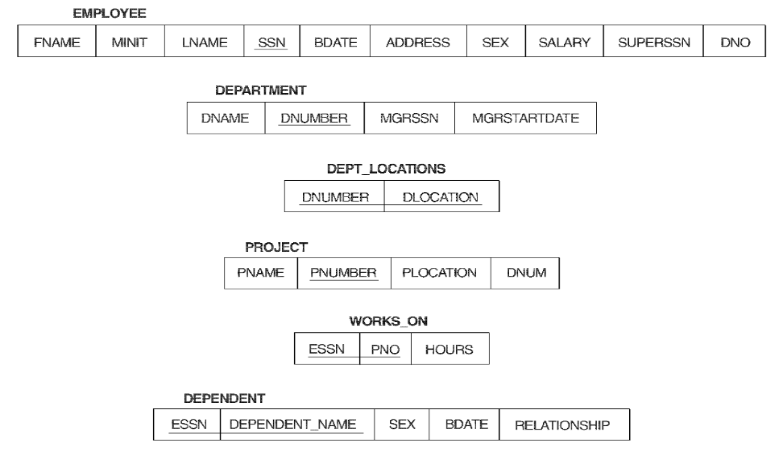 EMPLOYEE
FNAME MINIT LNAME SSN BDATE ADDRESS SEX SALARY SUPERSSN DNO
DEPARTMENT
DNAME DNUMBER MGRSSN MGRSTARTDATE
DEPT_LOCATIONS
DNUMBER DLOCATION
PROJECT
PNAME PNUMBER PLOCATION DNUM
WORKS_ON
ESSN PNO HOURS
DEPENDENT
ESSN DEPENDENT_NAME SEX BDATE RELATIONSHIP